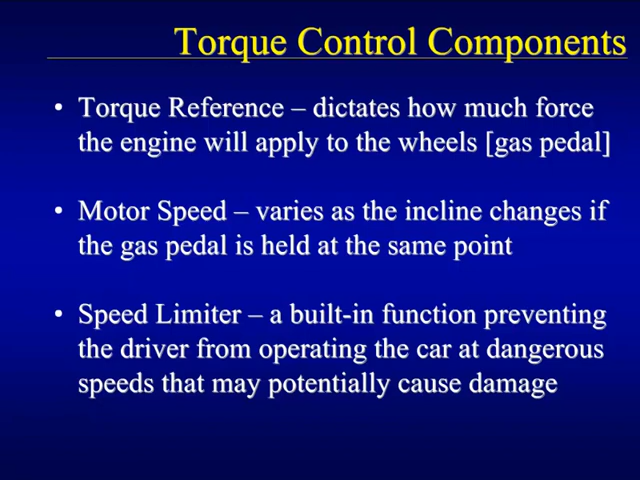 Torque Control Components
• Torque Reference – dictates how much force
the engine will apply to the wheels [gas pedal]
• Motor Speed – varies as the incline changes if
the gas pedal is held at the same point
• Speed Limiter – a built-in function preventing
the driver from operating the car at dangerous
speeds that may potentially cause damage